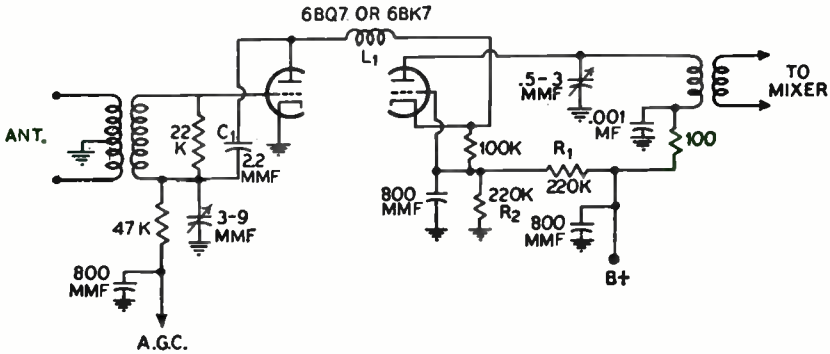 6BQ7 OR 6BK7
L1
ANT.
22
K
C1
2.2
MMF
.5-3
MMF
TO
MIXER
.001
MF
100
100K
R1
220K
47K
3-9
MMF
800
MMF
220K
R2
800
MMF
800
MMF
B+
A.G.C.